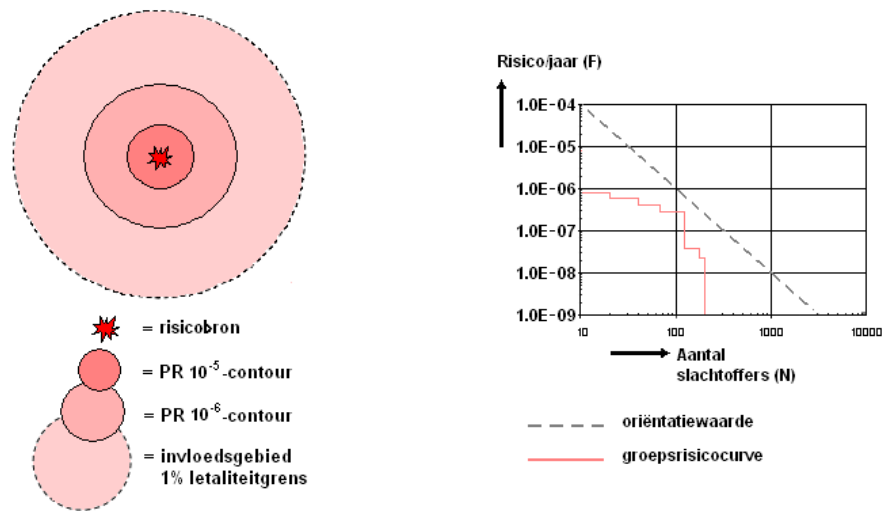 = risicobron
= PR 10⁻⁵-contour
= PR 10⁻⁶-contour
= invloedsgebied
1% letaliteitgrens
Risico/jaar (F)
1.0E-04
1.0E-05
1.0E-06
1.0E-07
1.0E-08
1.0E-09
10 100 1000 10000
Aantal
slachtoffers (N)
oriëntatiewaarde
groepsrisicocurve